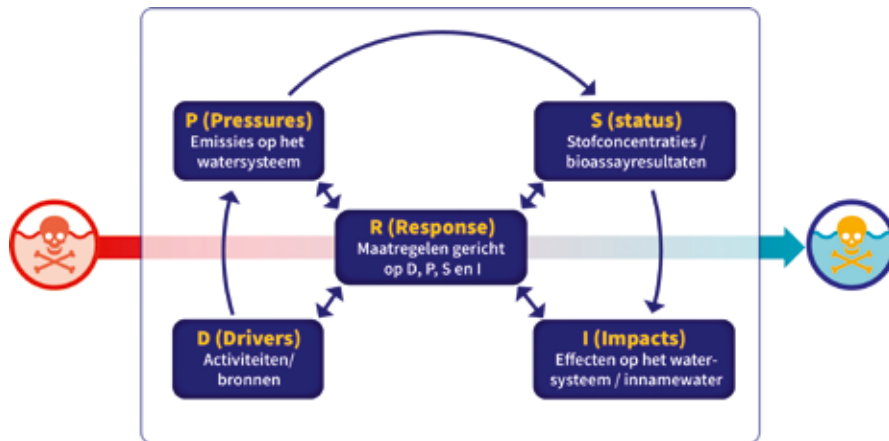 P (Pressures)
Emissies op het
watersysteem
S (status)
Stofconcentraties /
bioassayresultaten
R (Response)
Maatregelen gericht
op D, P, S en I
D (Drivers)
Activiteiten/
bronnen
I (Impacts)
Effecten op het water-
systeem / innamewater